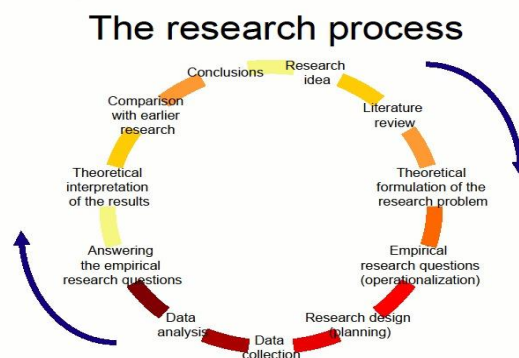 The research process
Research
idea
Literature
review
Theoretical
formulation of the
research problem
Empirical
research questions
(operationalization)
Research design
(planning)
Data
collection
Data
analysis
Answering
the empirical
research questions
Theoretical
interpretation
of the results
Comparison
with earlier
research
Conclusions